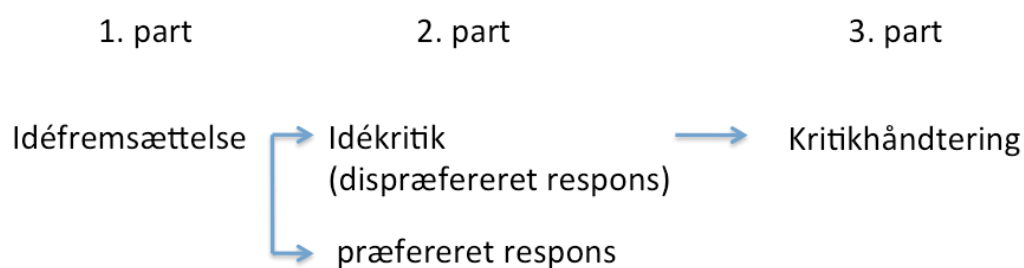 1. part 2. part 3. part
Idéfremsættelse Idékritik Kritikhåndtering
(dispræfereret respons)
præfereret respons